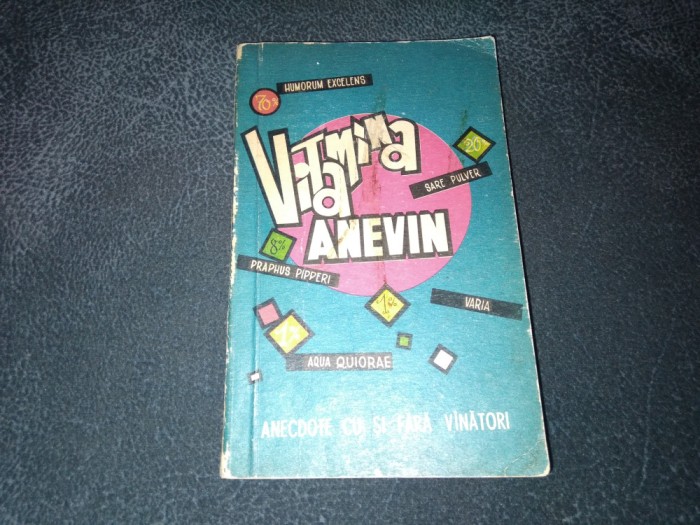 70%
HUMORUM EXCELENS
Vitamina
20
SARE PULVER
ANEVIN
8%
PRAPHUS PIPPERI
1%
VARIA
AQUA QUIORAE
ANECDOTE CU ȘI FĂRĂ VÎNĂTORI